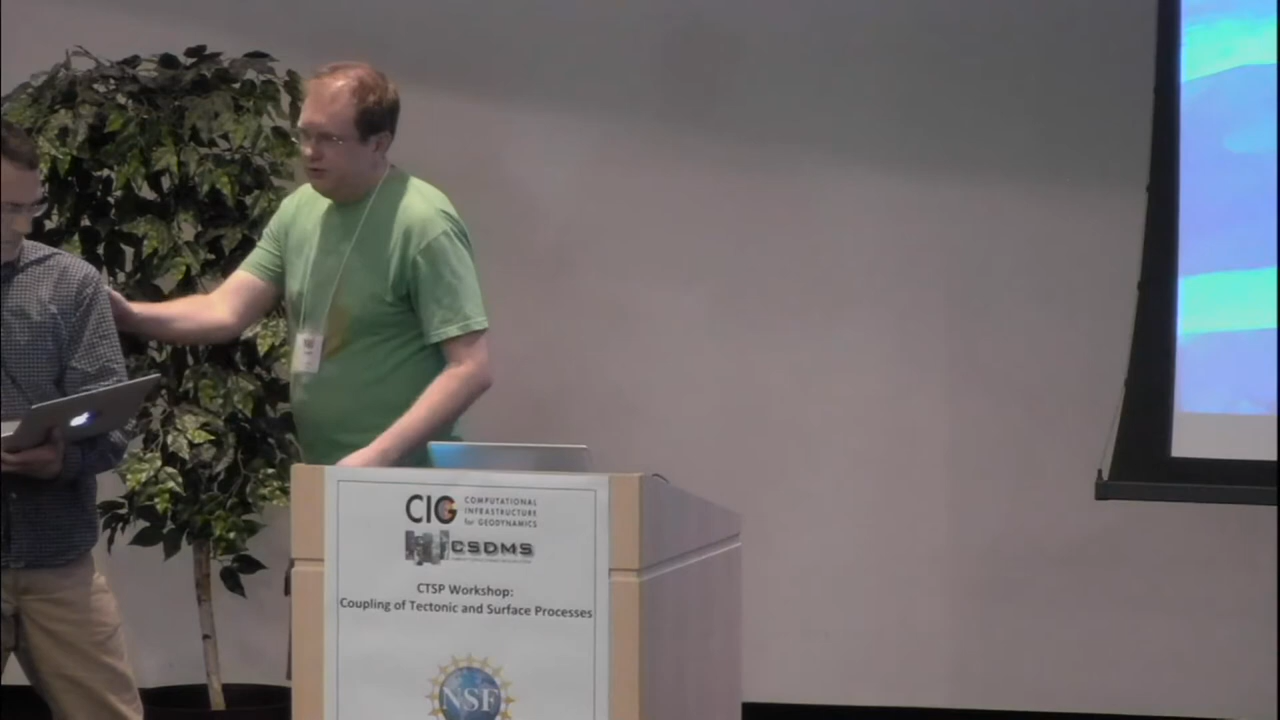 CIG COMPUTATIONAL
INFRASTRUCTURE
for GEODYNAMICS
CSDMS
CTSP Workshop:
Coupling of Tectonic and Surface Processes
NSF